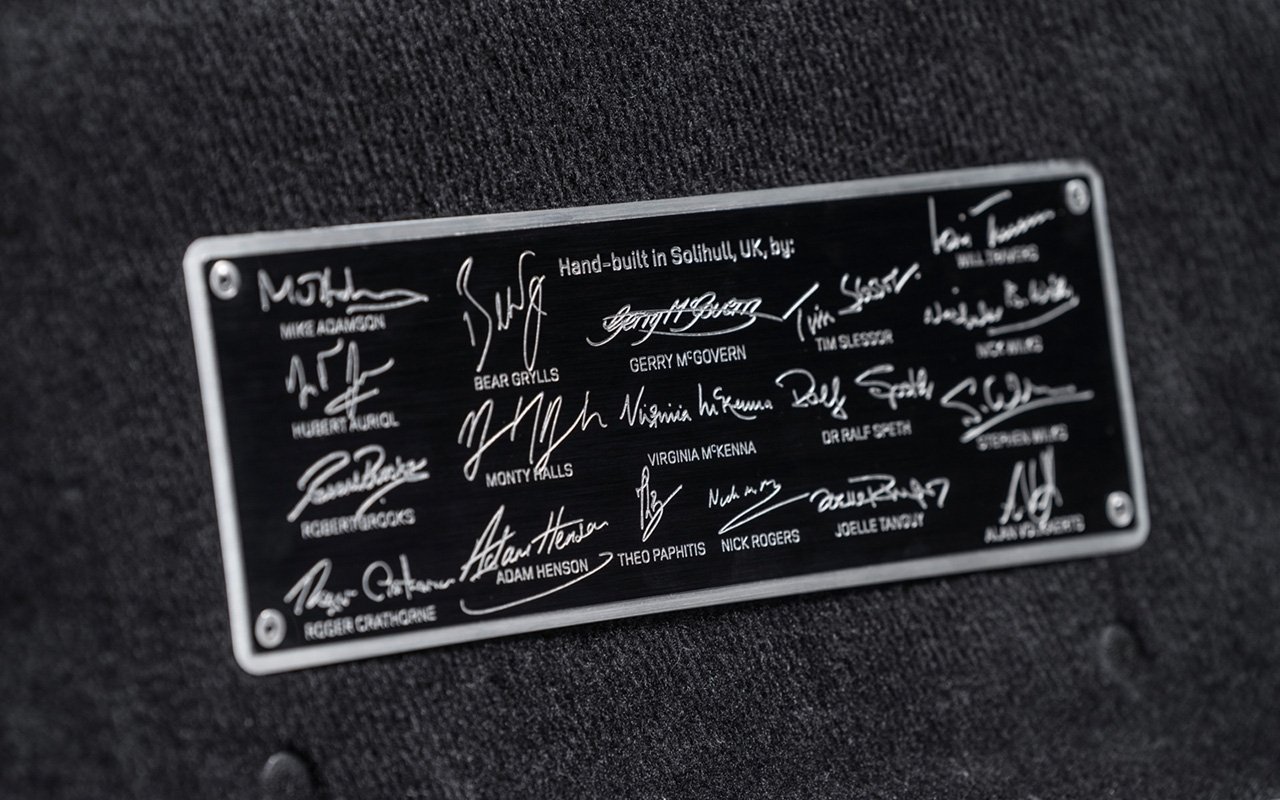 Hand-built in Solihull, UK, by:
MIKE ADAMSON
BEAR GRYLLS
GERRY McGOVERN
TIM SLESSOR
WILL TRAVERS
HUBERT AURIOL
MONTY HALLS
VIRGINIA McKENNA
DR RALF SPETH
NICK WILKS
ROBERT BROOKS
ADAM HENSON
THEO PAPHITIS
NICK ROGERS
JOELLE TANGUY
STEPHEN WILKS
ROGER CRATHORNE